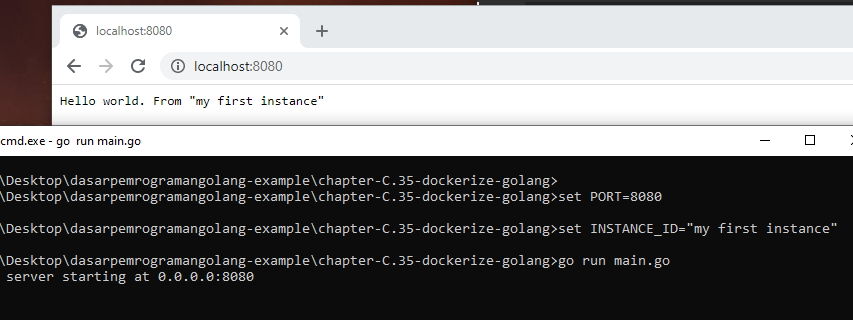 localhost:8080
localhost:8080
Hello world. From "my first instance"
cmd.exe - go  run main.go
\Desktop\dasarpemrogramangolang-example\chapter-C.35-dockerize-golang>
\Desktop\dasarpemrogramangolang-example\chapter-C.35-dockerize-golang>set PORT=8080
\Desktop\dasarpemrogramangolang-example\chapter-C.35-dockerize-golang>set INSTANCE_ID="my first instance"
\Desktop\dasarpemrogramangolang-example\chapter-C.35-dockerize-golang>go run main.go
server starting at 0.0.0.0:8080